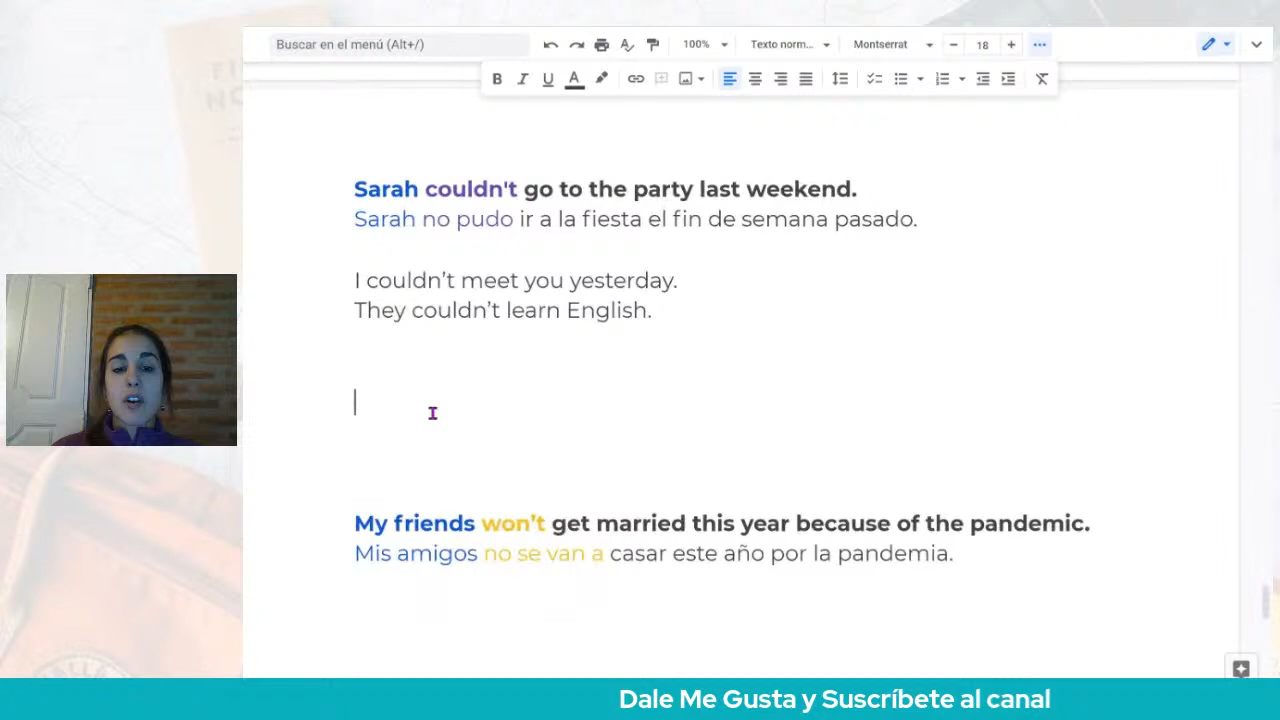 Buscar en el menú (Alt+/)
100%
Texto norm...
Montserrat
18
Sarah couldn't go to the party last weekend.
Sarah no pudo ir a la fiesta el fin de semana pasado.
I couldn’t meet you yesterday.
They couldn’t learn English.
My friends won’t get married this year because of the pandemic.
Mis amigos no se van a casar este año por la pandemia.
Dale Me Gusta y Suscríbete al canal